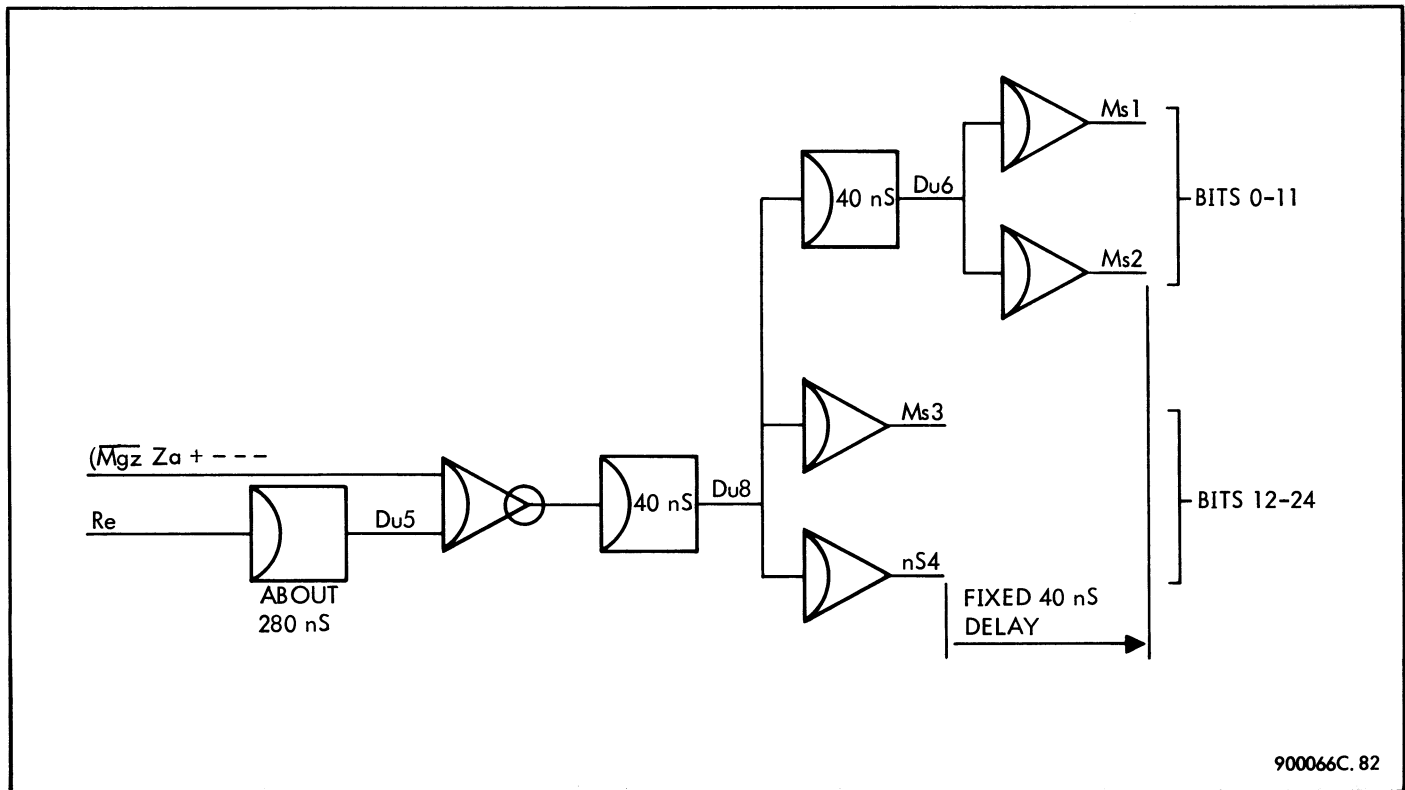 Ms1
40 nS
Du6
BITS 0-11
Ms2
Ms3
(M̅g̅z̅ Za + - - -
40 nS
Du8
BITS 12-24
Re
Du5
nS4
ABOUT
280 nS
FIXED 40 nS
DELAY
900066C. 82